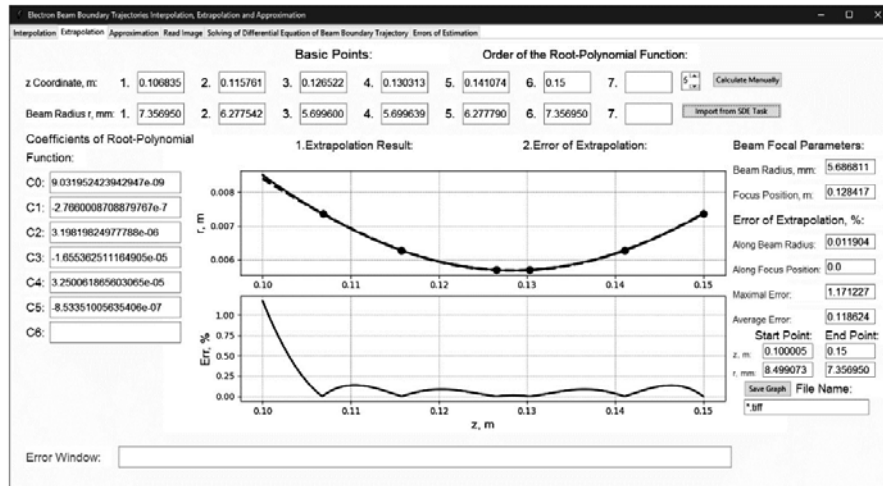 Electron Beam Boundary Trajectories Interpolation, Extrapolation and Approximation
Interpolation Extrapolation Approximation Read Image Solving of Differential Equation of Beam Boundary Trajectory Errors of Estimation
Basic Points: Order of the Root-Polynomial Function:
z Coordinate, m: 1. 0.106835 2. 0.115761 3. 0.126522 4. 0.130313 5. 0.141074 6. 0.15 7. 5 Calculate Manually
Beam Radius r, mm: 1. 7.356950 2. 6.277542 3. 5.699600 4. 5.699639 5. 6.277790 6. 7.356950 7. Import from SDE Task
Coefficients of Root-Polynomial
Function:
C0: 9.031952423942947e-09
C1: -2.7660008708879767e-7
C2: 3.19819824977788e-06
C3: -1.655362511164905e-05
C4: 3.250061865603065e-05
C5: -8.53351005635406e-07
C6:
1.Extrapolation Result: 2.Error of Extrapolation:
r, m
0.008
0.007
0.006
0.10 0.11 0.12 0.13 0.14 0.15
Err, %
1.00
0.75
0.50
0.25
0.00
0.10 0.11 0.12 0.13 0.14 0.15
z, m
Beam Focal Parameters:
Beam Radius, mm: 5.686811
Focus Position, m: 0.128417
Error of Extrapolation, %:
Along Beam Radius: 0.011904
Along Focus Position: 0.0
Maximal Error: 1.171227
Average Error: 0.118624
Start Point: End Point:
z, m: 0.100005 0.15
r, mm: 8.499073 7.356950
Save Graph File Name:
*.tiff
Error Window: